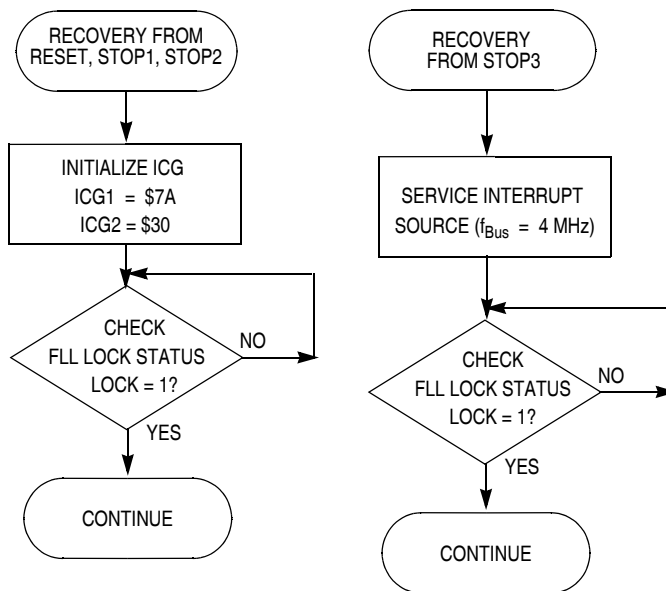 RECOVERY FROM
RESET, STOP1, STOP2
INITIALIZE ICG
ICG1 = $7A
ICG2 = $30
CHECK
FLL LOCK STATUS
LOCK = 1?
NO
YES
CONTINUE
RECOVERY
FROM STOP3
SERVICE INTERRUPT
SOURCE (fBus = 4 MHz)
CHECK
FLL LOCK STATUS
LOCK = 1?
NO
YES
CONTINUE